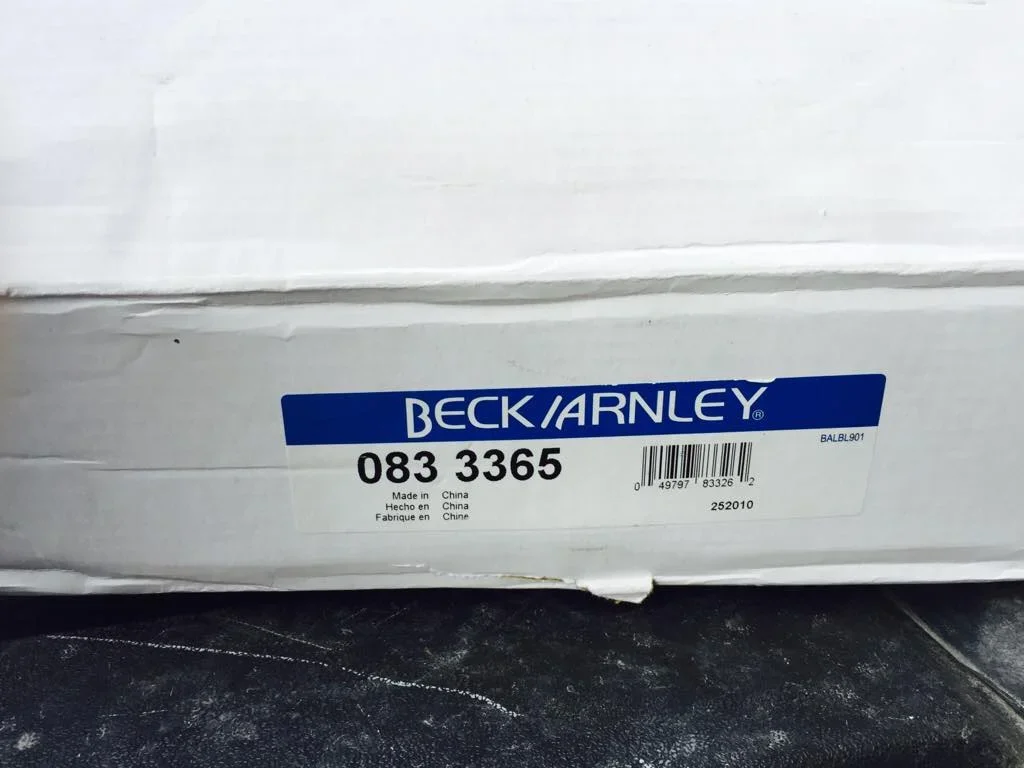 BECK/ARNLEY®
BALBL901
083 3365
0 49797 83326 2
Made in China
Hecho en China
Fabrique en Chine
252010